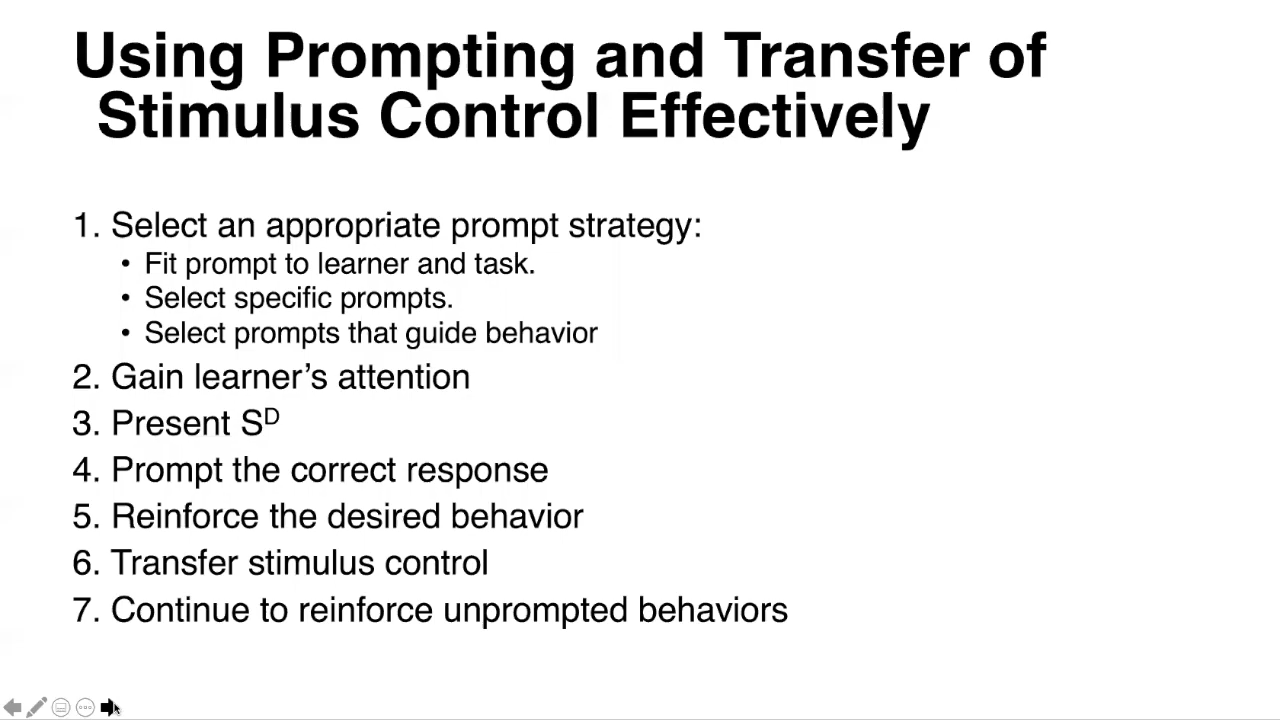 Using Prompting and Transfer of
Stimulus Control Effectively
1. Select an appropriate prompt strategy:
• Fit prompt to learner and task.
• Select specific prompts.
• Select prompts that guide behavior
2. Gain learner’s attention
3. Present Sᴰ
4. Prompt the correct response
5. Reinforce the desired behavior
6. Transfer stimulus control
7. Continue to reinforce unprompted behaviors